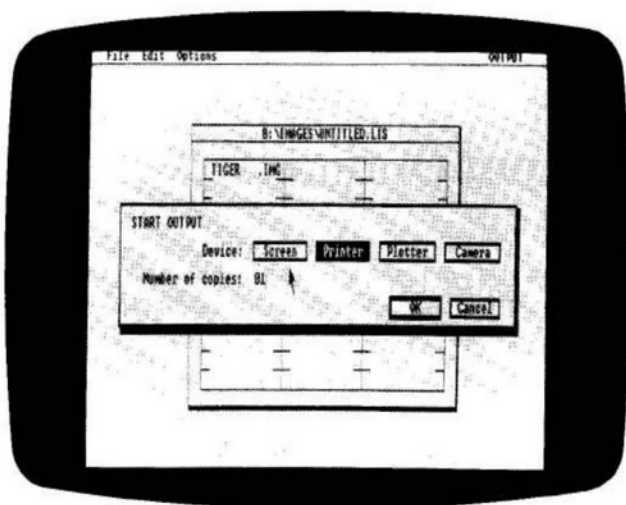 File Edit Options OUTPUT
B:\IMAGES\UNTITLED.LIS
TIGER .IMG
START OUTPUT
Device: Screen Printer Plotter Camera
Number of copies: 01
OK Cancel